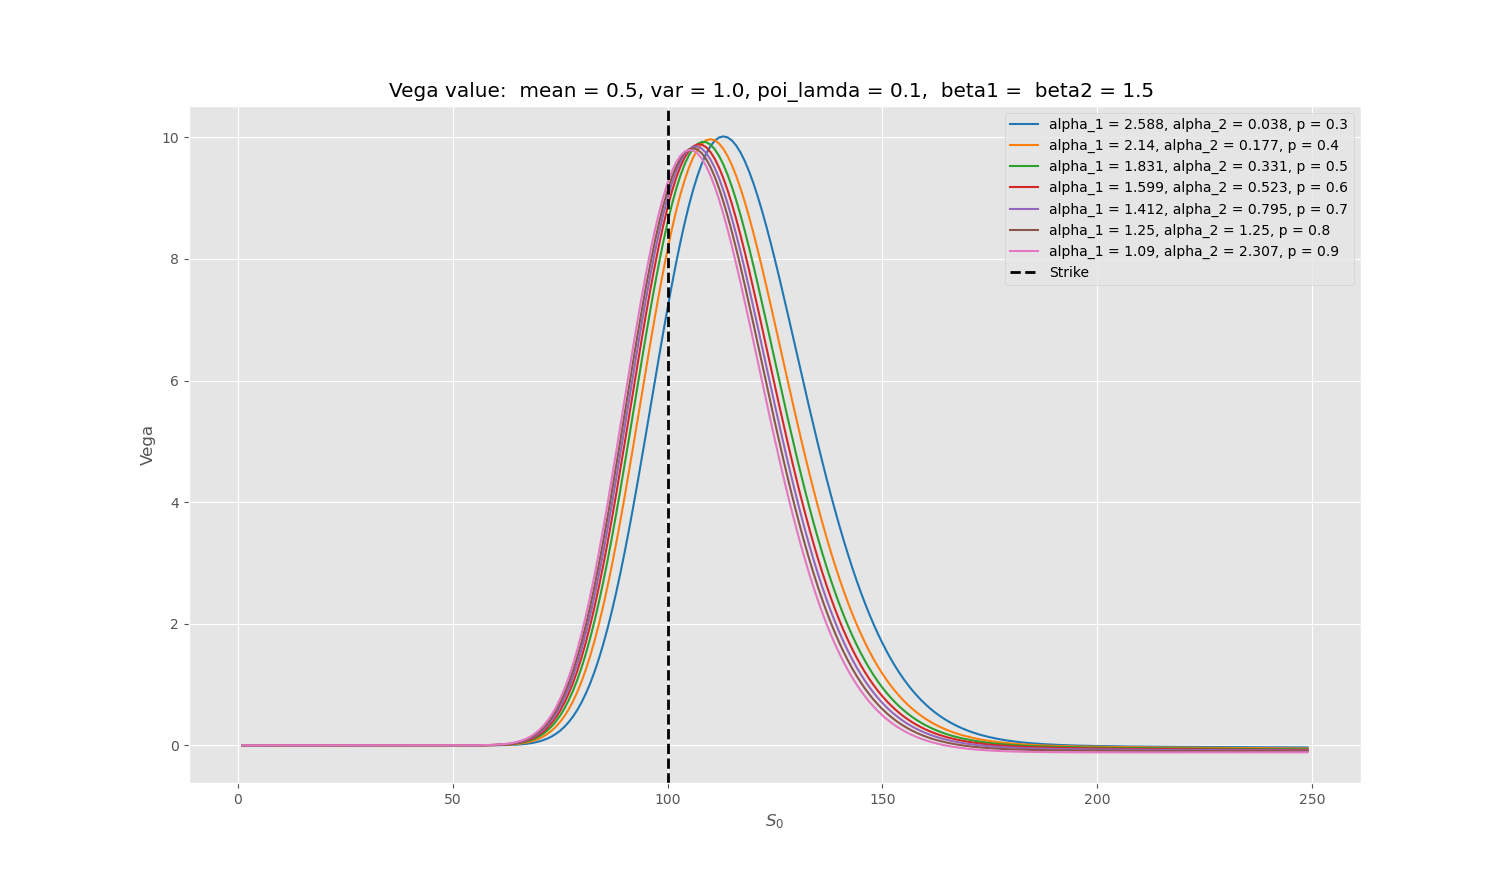 Vega value:  mean = 0.5, var = 1.0, poi_lamda = 0.1,  beta1 =  beta2 = 1.5
alpha_1 = 2.588, alpha_2 = 0.038, p = 0.3
alpha_1 = 2.14, alpha_2 = 0.177, p = 0.4
alpha_1 = 1.831, alpha_2 = 0.331, p = 0.5
alpha_1 = 1.599, alpha_2 = 0.523, p = 0.6
alpha_1 = 1.412, alpha_2 = 0.795, p = 0.7
alpha_1 = 1.25, alpha_2 = 1.25, p = 0.8
alpha_1 = 1.09, alpha_2 = 2.307, p = 0.9
Strike
10
8
6
4
2
0
Vega
0 50 100 150 200 250
S₀